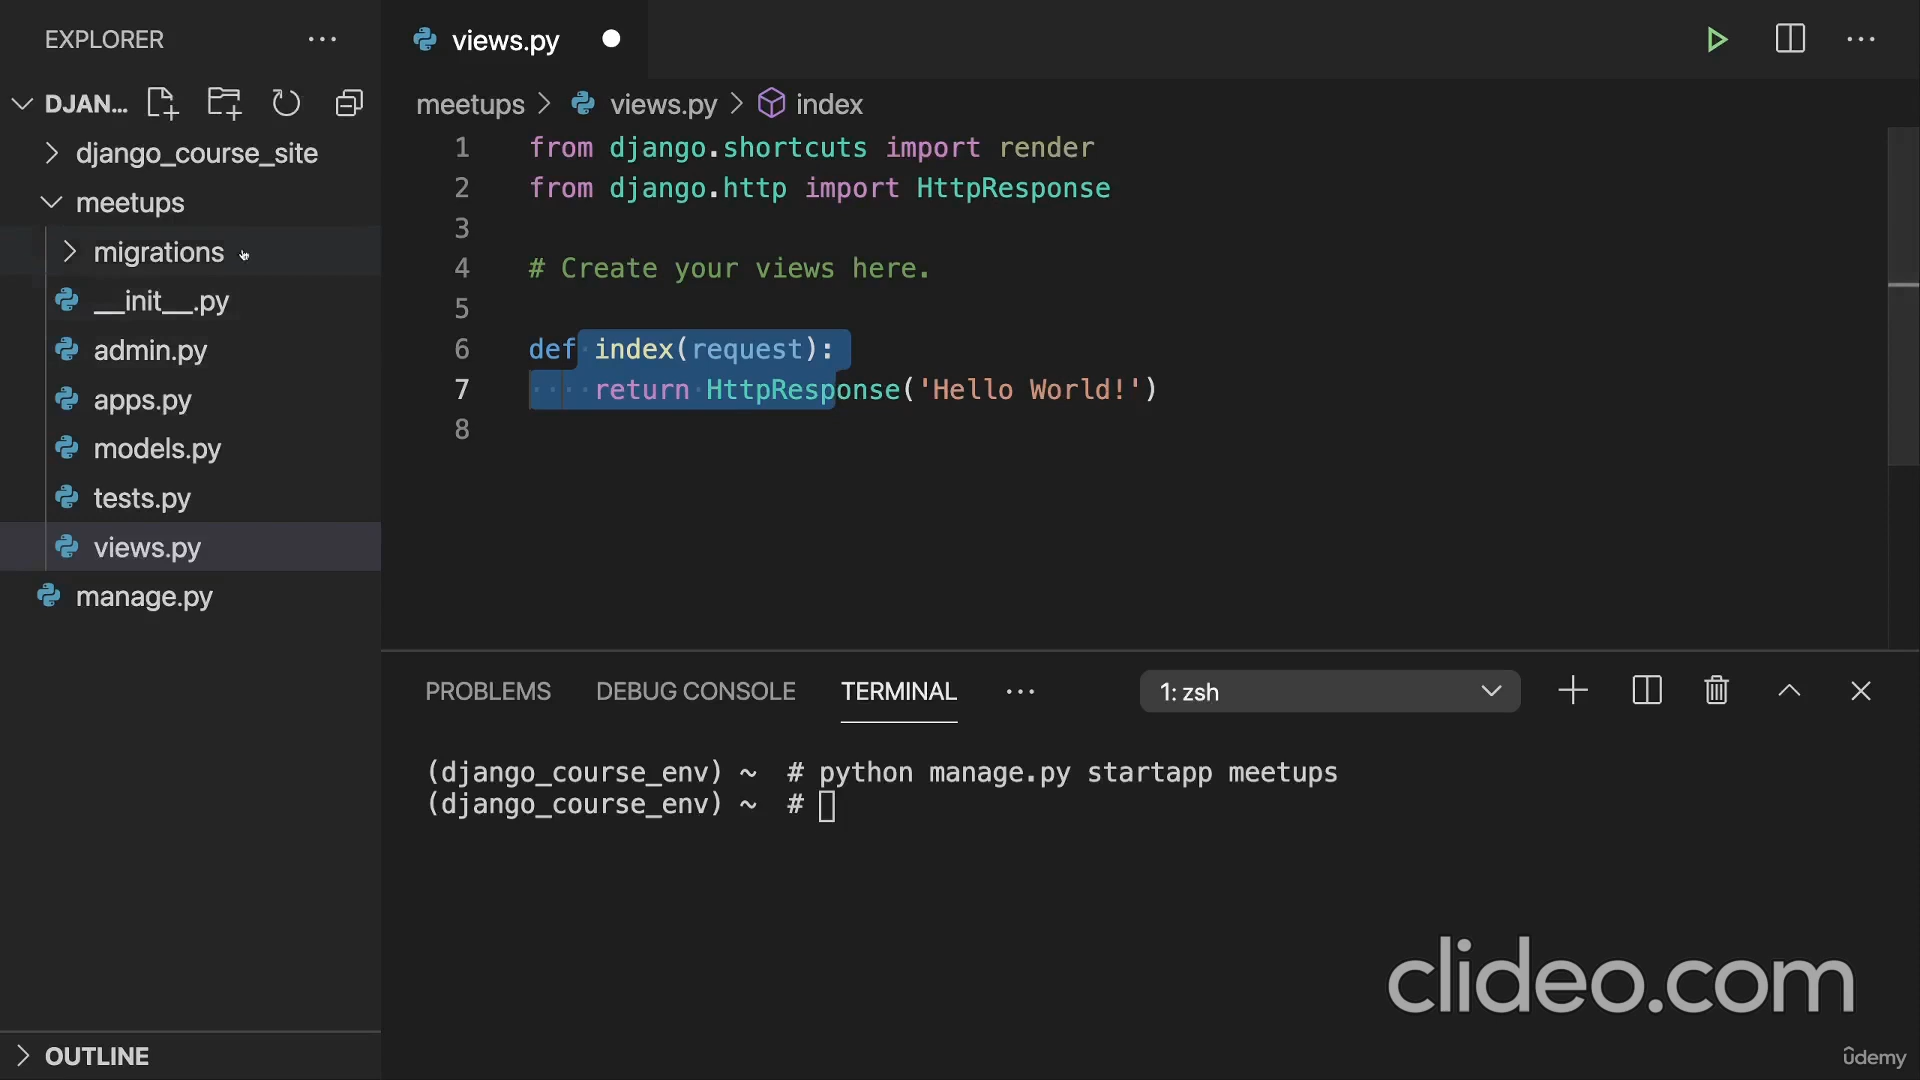 EXPLORER
views.py
DJAN...
meetups > views.py > index
django_course_site
meetups
migrations
__init__.py
admin.py
apps.py
models.py
tests.py
views.py
manage.py
1 from django.shortcuts import render
2 from django.http import HttpResponse
3
4 # Create your views here.
5
6 def index(request):
7 return HttpResponse('Hello World!')
8
PROBLEMS DEBUG CONSOLE TERMINAL ... 1: zsh
(django_course_env) ~ # python manage.py startapp meetups
(django_course_env) ~ #
clideo.com
OUTLINE
ûdemy